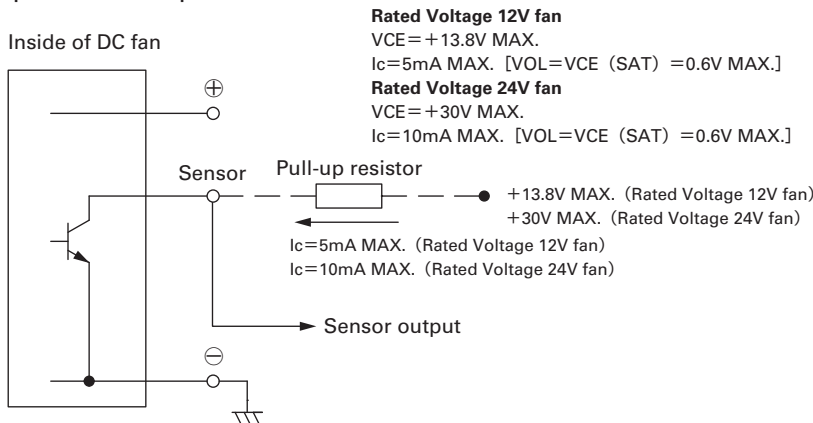 Rated Voltage 12V fan
VCE＝＋13.8V MAX.
Ic＝5mA MAX. [VOL＝VCE（SAT）＝0.6V MAX.]
Rated Voltage 24V fan
VCE＝＋30V MAX.
Ic＝10mA MAX. [VOL＝VCE（SAT）＝0.6V MAX.]
Inside of DC fan
⊕
Sensor
Pull-up resistor
＋13.8V MAX.（Rated Voltage 12V fan)
＋30V MAX.（Rated Voltage 24V fan）
Ic＝5mA MAX.（Rated Voltage 12V fan）
Ic＝10mA MAX.（Rated Voltage 24V fan）
Sensor output
⊖